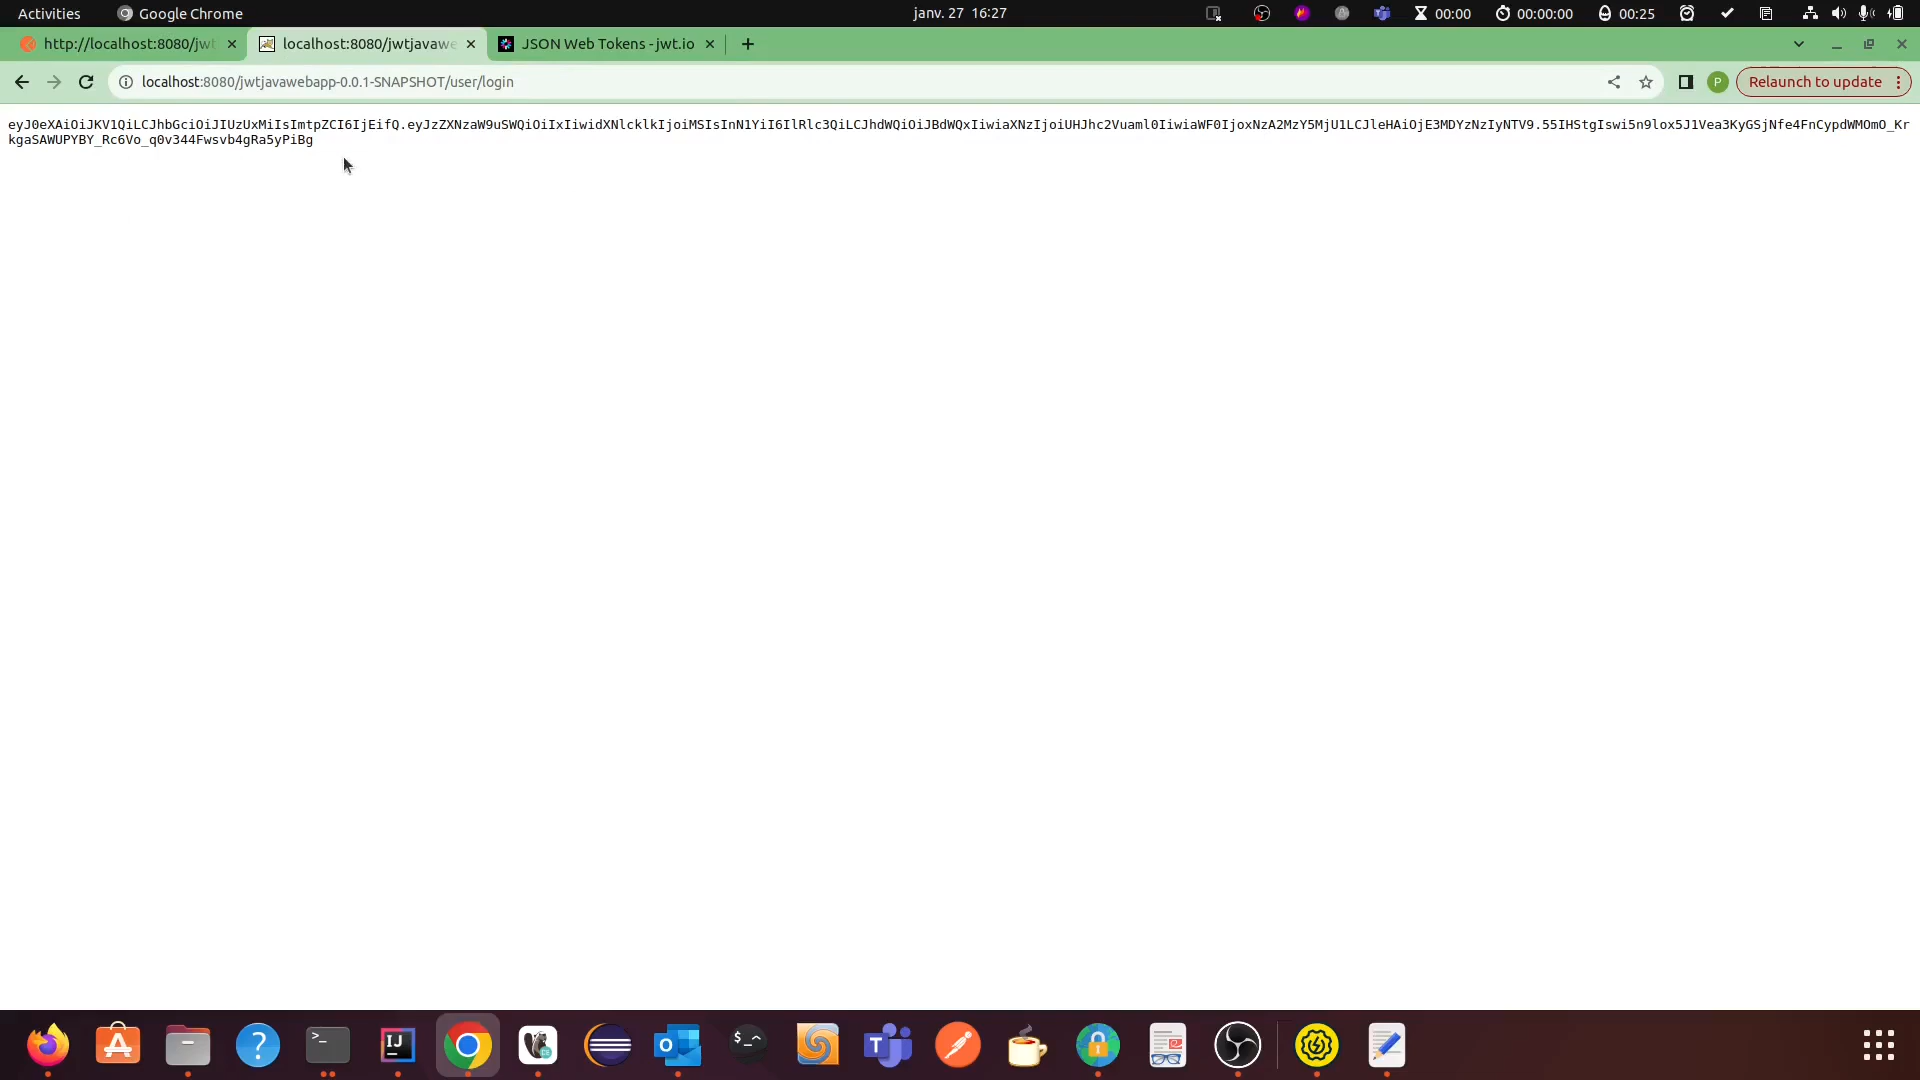 Activities
Google Chrome
janv. 27 16:27
00:00
00:00:00
00:25
http://localhost:8080/jwt
localhost:8080/jwtjavawe
JSON Web Tokens - jwt.io
localhost:8080/jwtjavawebapp-0.0.1-SNAPSHOT/user/login
P
Relaunch to update
eyJ0eXAiOiJKV1QiLCJhbGciOiJIUzUxMiIsImtpZCI6IjEifQ.eyJzZXNzaW9uSWQiOiIxIiwidXNlcklkIjoiMSIsInN1YiI6IlRlc3QiLCJhdWQiOiJBdWQxIiwiaXNzIjoiUHJhc2Vuaml0IiwiaWF0IjoxNzA2MzY5MjU1LCJleHAiOjE3MDYzNzIyNTV9.55IHStgIswi5n9lox5J1Vea3KyGSjNfe4FnCypdWMOmO_Kr
kgaSAWUPYBY_Rc6Vo_q0v344Fwsvb4gRa5yPiBg